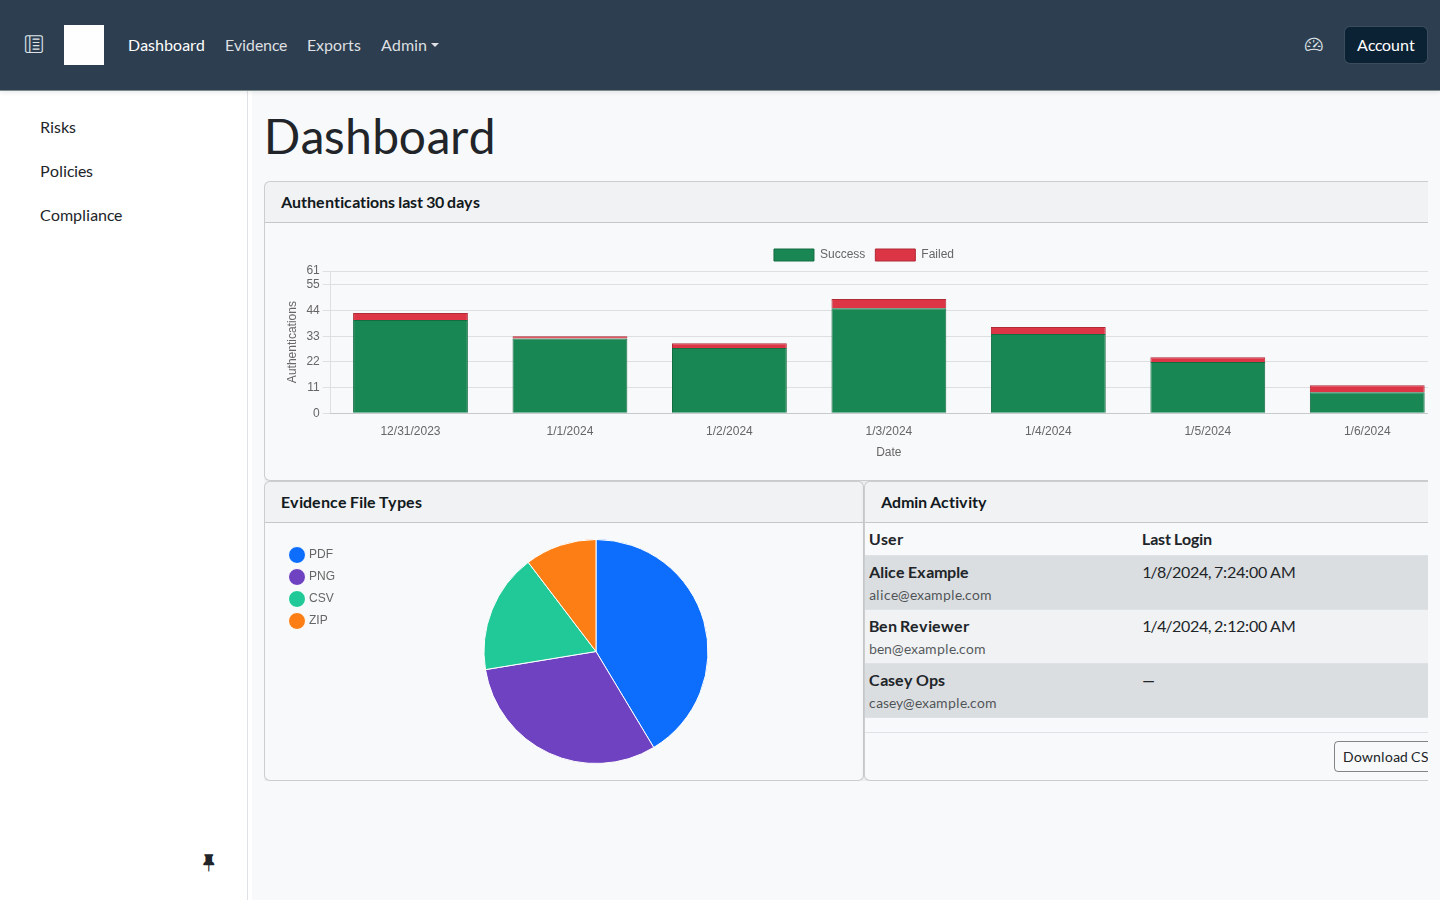 Dashboard Evidence Exports Admin Account
Risks
Policies
Compliance
Dashboard
Authentications last 30 days
Success Failed
Authentications
61
55
44
33
22
11
0
12/31/2023 1/1/2024 1/2/2024 1/3/2024 1/4/2024 1/5/2024 1/6/2024
Date
Evidence File Types
PDF
PNG
CSV
ZIP
Admin Activity
User Last Login
Alice Example 1/8/2024, 7:24:00 AM
alice@example.com
Ben Reviewer 1/4/2024, 2:12:00 AM
ben@example.com
Casey Ops —
casey@example.com
Download CS